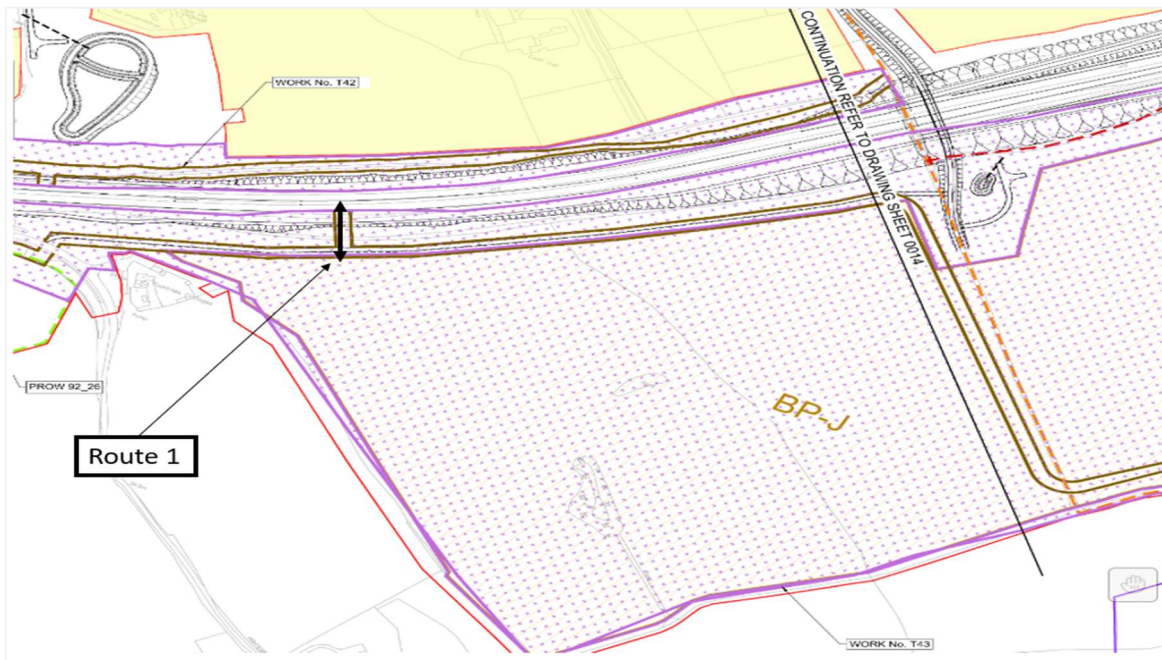 CONTINUATION REFER TO DRAWING SHEET 0014
WORK No. T42
PROW 92_26
Route 1
BP-J
WORK No. T43